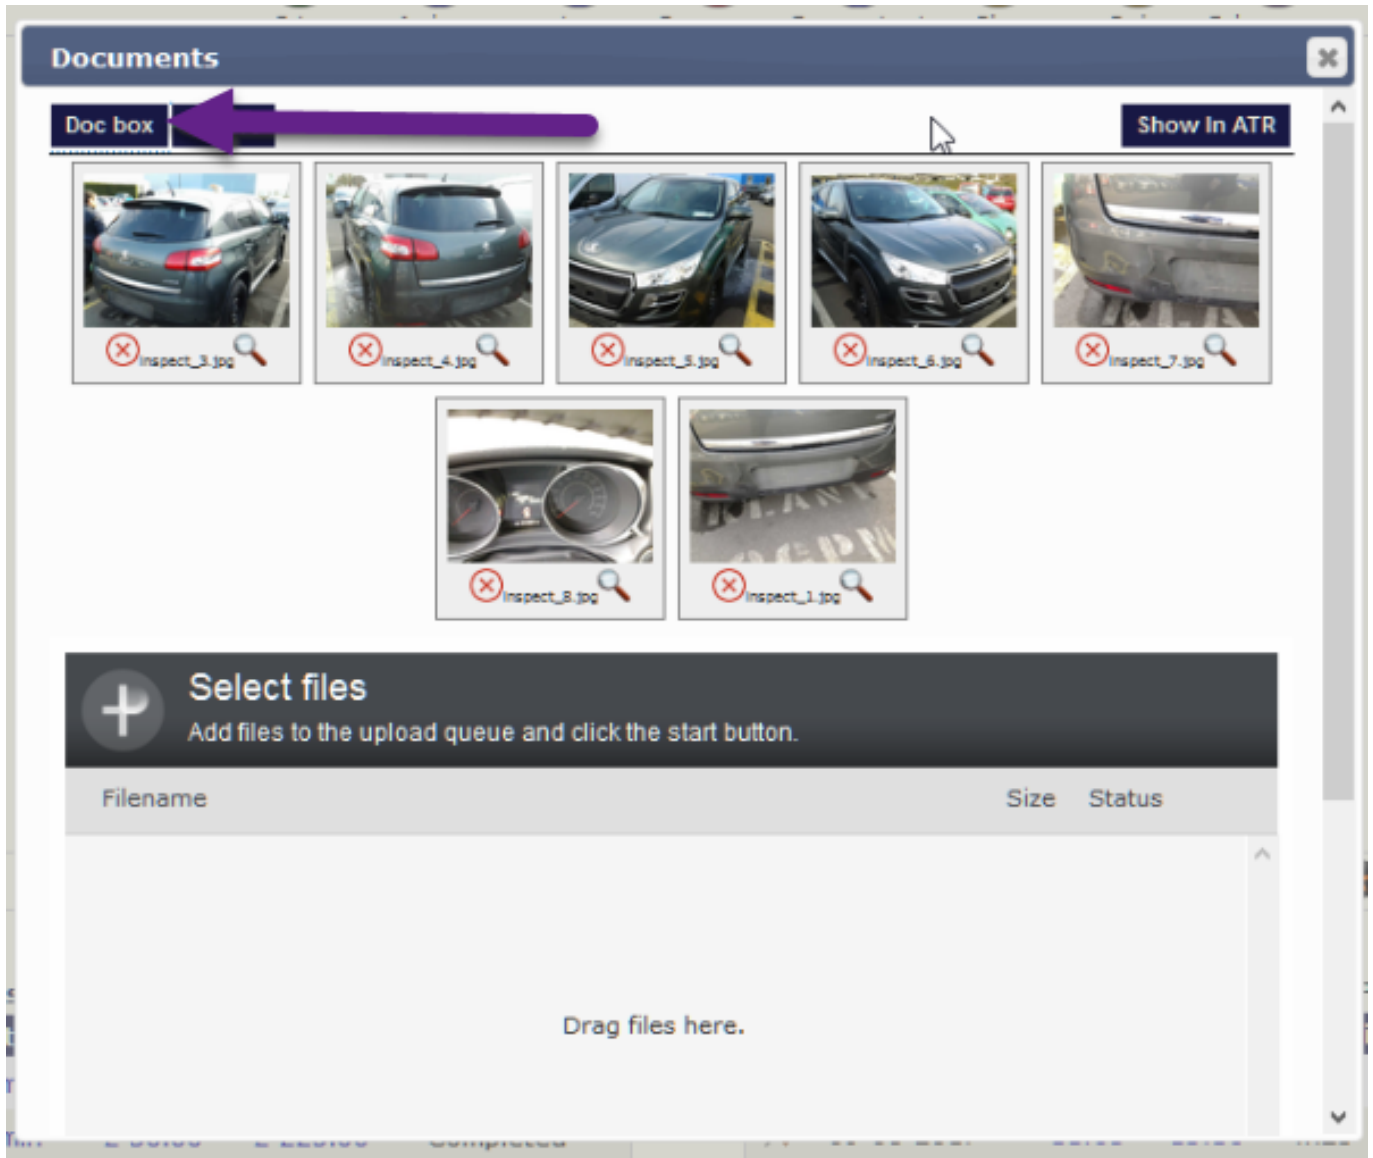 Documents
Doc box
Show In ATR
inspect_3.jpg
inspect_4.jpg
inspect_5.jpg
inspect_6.jpg
inspect_7.jpg
inspect_8.jpg
inspect_1.jpg
Select files
Add files to the upload queue and click the start button.
Filename Size Status
Drag files here.
Completed